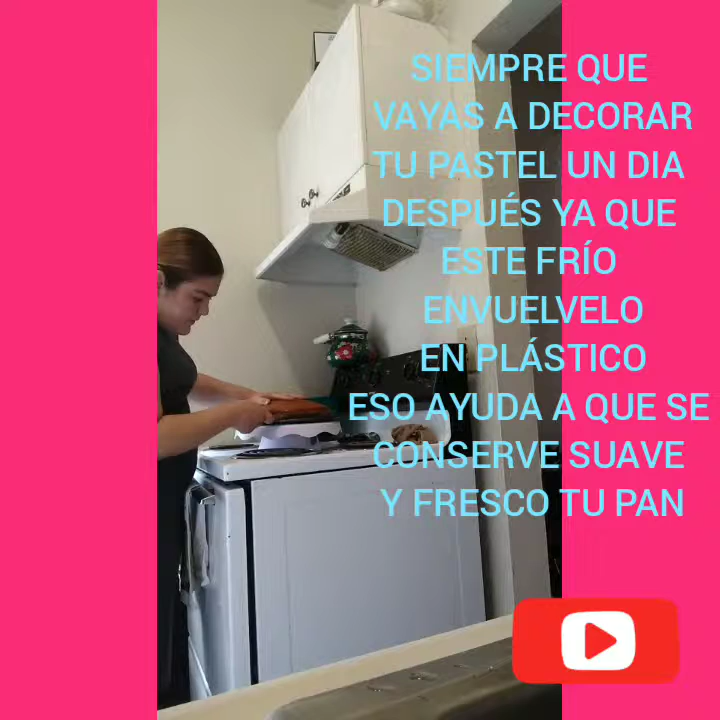 SIEMPRE QUE
VAYAS A DECORAR
TU PASTEL UN DIA
DESPUÉS YA QUE
ESTE FRÍO
ENVUELVELO
EN PLÁSTICO
ESO AYUDA A QUE SE
CONSERVE SUAVE
Y FRESCO TU PAN